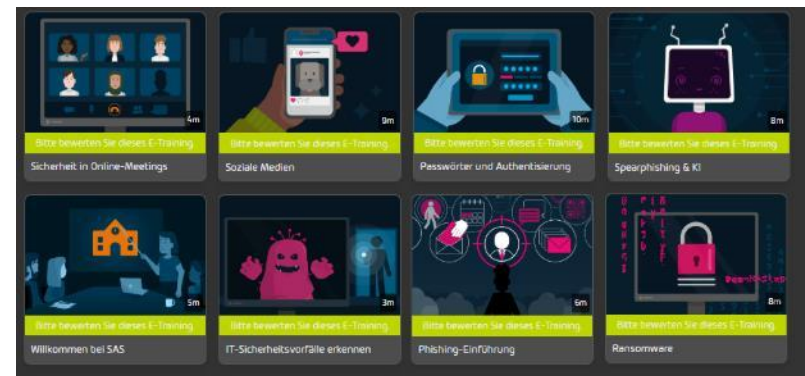 4m
9m
10m
8m
Bitte bewerten Sie dieses E-Training.
Bitte bewerten Sie dieses E-Training.
Bitte bewerten Sie dieses E-Training.
Bitte bewerten Sie dieses E-Training.
Sicherheit in Online-Meetings
Soziale Medien
Passwörter und Authentisierung
Spearphishing & KI
5m
3m
6m
8m
Bitte bewerten Sie dieses E-Training.
Bitte bewerten Sie dieses E-Training.
Bitte bewerten Sie dieses E-Training.
Bitte bewerten Sie dieses E-Training.
Willkommen bei SAS
IT-Sicherheitsvorfälle erkennen
Phishing-Einführung
Ransomware